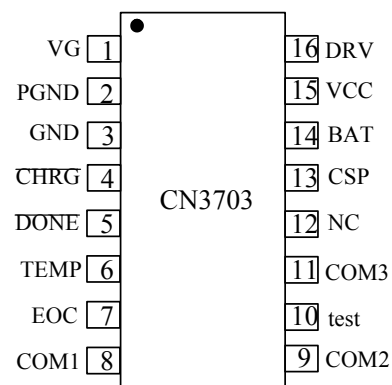 VG 1 16 DRV
PGND 2 15 VCC
GND 3 14 BAT
CHRG 4 13 CSP
CN3703
DONE 5 12 NC
TEMP 6 11 COM3
EOC 7 10 test
COM1 8 9 COM2